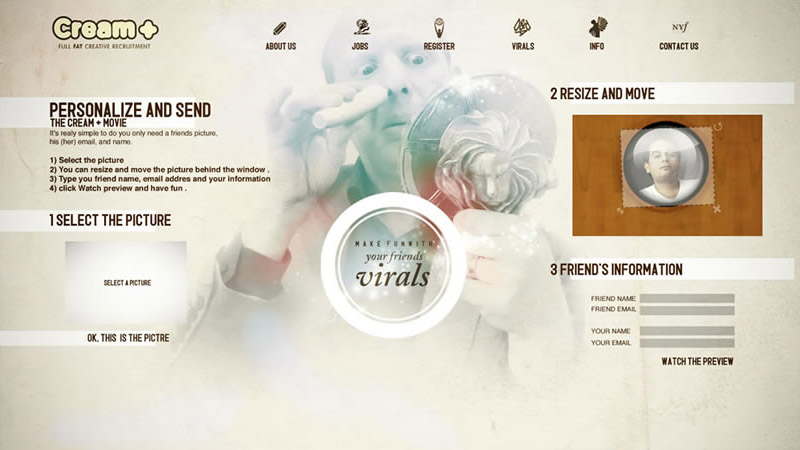 Cream+
FULL FAT CREATIVE RECRUITMENT
ABOUT US
JOBS
REGISTER
VIRALS
INFO
NYF
CONTACT US
PERSONALIZE AND SEND
THE CREAM + MOVIE
It's realy simple to do you only need a friends picture,
his (her) email, and name.
1) Select the picture
2) You can resize and move the picture behind the window .
3) Type you friend name, email addres and your information
4) click Watch preview and have fun .
1 SELECT THE PICTURE
SELECT A PICTURE
OK, THIS IS THE PICTRE
MAKE FUNWITH
your friends
virals
2 RESIZE AND MOVE
3 FRIEND'S INFORMATION
FRIEND NAME
FRIEND EMAIL
YOUR NAME
YOUR EMAIL
WATCH THE PREVIEW